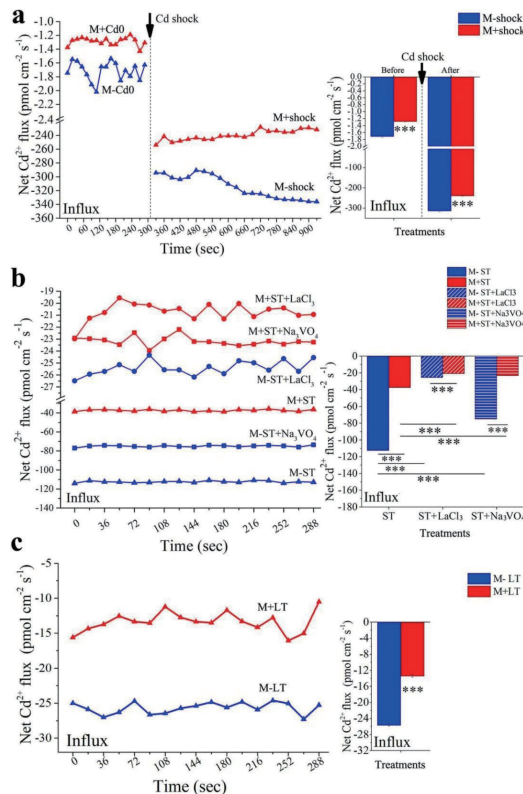 a
Net Cd²⁺ flux (pmol cm⁻² s⁻¹)
-1.0
-1.2
-1.4
-1.6
-1.8
-2.0
-2.2
-2.4
-240
-260
-280
-300
-320
-340
-360
M+Cd0
M-Cd0
Cd shock
M+shock
M-shock
Influx
0 60 120 180 240 300 360 420 480 540 600 660 720 780 840 900
Time (sec)
M-shock
M+shock
Cd shock
Before
After
Net Cd²⁺ flux (pmol cm⁻² s⁻¹)
0.0
-0.2
-0.4
-0.6
-0.8
-1.0
-1.2
-1.4
-1.6
-1.8
-2.0
-100
-200
-300
***
***
Influx
Treatments
b
Net Cd²⁺ flux (pmol cm⁻² s⁻¹)
-19
-20
-21
-22
-23
-24
-25
-26
-27
-28
-40
-60
-80
-100
-120
-140
M+ST+LaCl₃
M+ST+Na₃VO₄
M-ST+LaCl₃
M+ST
M-ST+Na₃VO₄
M-ST
Influx
0 36 72 108 144 180 216 252 288
Time (sec)
M- ST
M+ST
M- ST+LaCl3
M+ST+LaCl3
M- ST+Na3VO4
M+ST+Na3VO4
Net Cd²⁺ flux (pmol cm⁻² s⁻¹)
0
-20
-40
-60
-80
-100
-120
-140
-160
-180
***
***
***
***
***
***
***
Influx
ST ST+LaCl₃ ST+Na₃VO₄
Treatments
c
Net Cd²⁺ flux (pmol cm⁻² s⁻¹)
-5
-10
-15
-20
-25
M+LT
M-LT
Influx
0 36 72 108 144 180 216 252 288
Time (sec)
M- LT
M+LT
Net Cd²⁺ flux (pmol cm⁻² s⁻¹)
0
-2
-4
-6
-8
-10
-12
-14
-16
-18
-20
-22
-24
-26
-28
***
Influx
Treatments